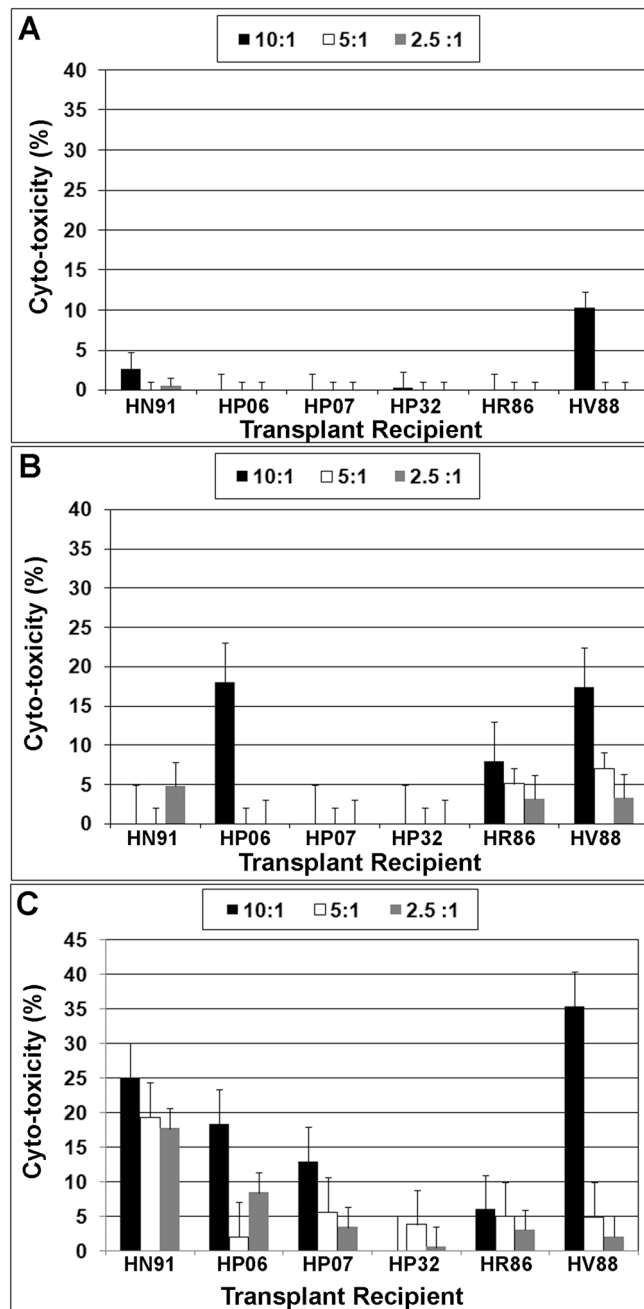 A
10:1 5:1 2.5 :1
40
35
30
25
20
15
10
5
0
Cyto-toxicity (%)
HN91 HP06 HP07 HP32 HR86 HV88
Transplant Recipient
B
10:1 5:1 2.5 :1
40
35
30
25
20
15
10
5
0
Cyto-toxicity (%)
HN91 HP06 HP07 HP32 HR86 HV88
Transplant Recipient
C
10:1 5:1 2.5 :1
45
40
35
30
25
20
15
10
5
0
Cyto-toxicity (%)
HN91 HP06 HP07 HP32 HR86 HV88
Transplant Recipient